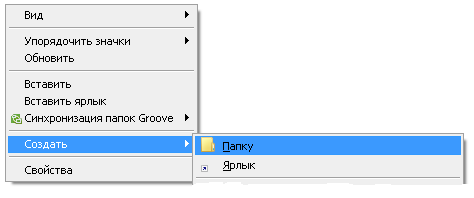 Вид
Упорядочить значки
Обновить
Вставить
Вставить ярлык
Синхронизация папок Groove
Создать
Папку
Ярлык
Свойства